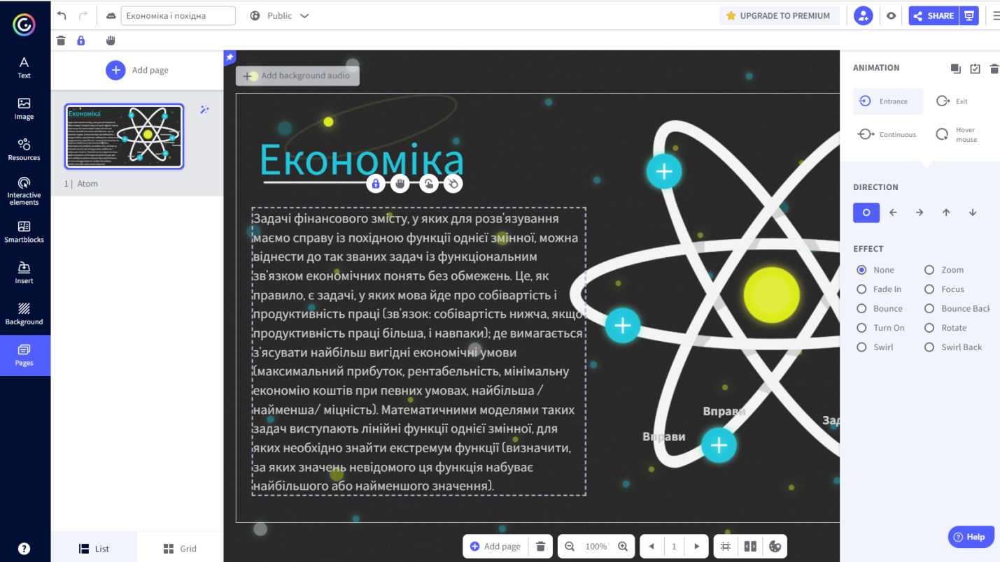 Економіка і похідна
Public
UPGRADE TO PREMIUM
SHARE
Text
Image
Resources
Interactive
elements
Smartblocks
Insert
Background
Pages
Add page
Економіка
1 | Atom
List
Grid
Add background audio
Економіка
Задачі фінансового змісту, у яких для розв'язування
маємо справу із похідною функції однієї змінної, можна
віднести до так званих задач із функціональним
зв'язком економічних понять без обмежень. Це, як
правило, є задачі, у яких мова йде про собівартість і
продуктивність праці (зв'язок: собівартість нижча, якщо
продуктивність праці більша, і навпаки); де вимагається
з'ясувати найбільш вигідні економічні умови
(максимальний прибуток, рентабельність, мінімальну
економію коштів при певних умовах, найбільша /
найменша/ міцність). Математичними моделями таких
задач виступають лінійні функції однієї змінної, для
яких необхідно знайти екстремум функції (визначити,
за яких значень невідомого ця функція набуває
найбільшого або найменшого значення).
Вправи
Вправи
Зад
Add page
100%
1
ANIMATION
Entrance
Exit
Continuous
Hover
mouse
DIRECTION
EFFECT
None
Zoom
Fade In
Focus
Bounce
Bounce Back
Turn On
Rotate
Swirl
Swirl Back
Help